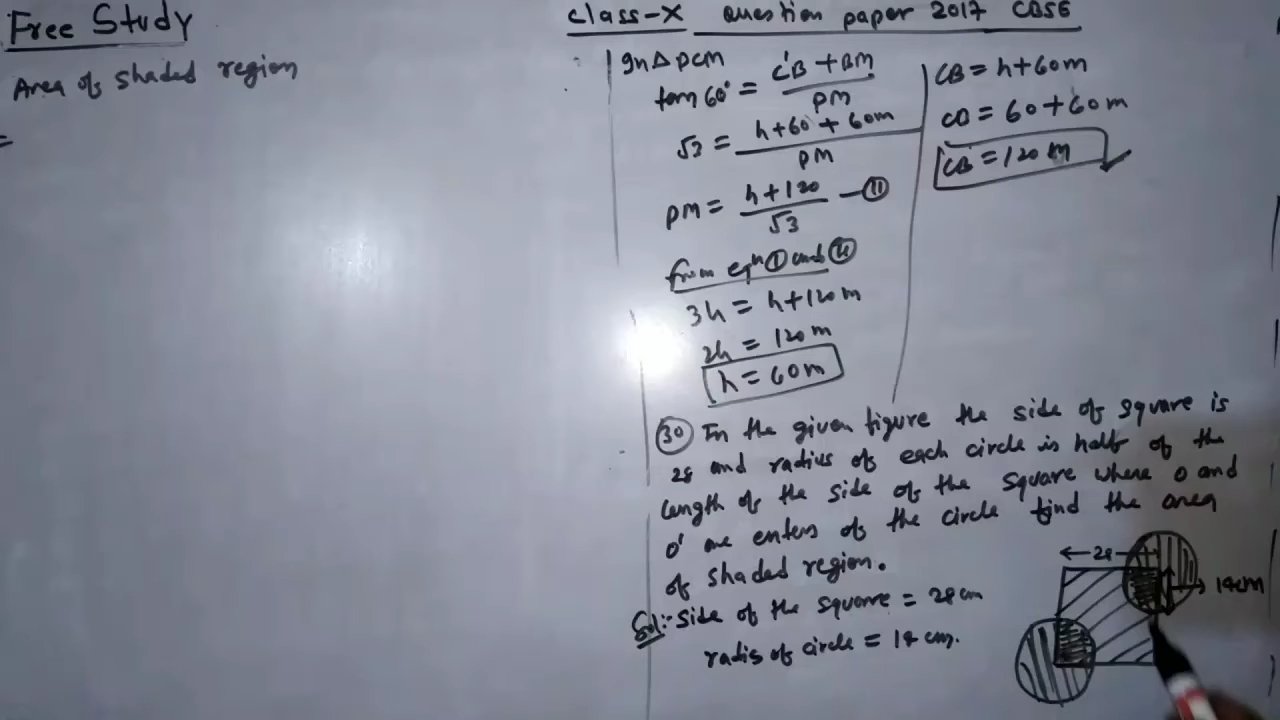 Free Study
Area of shaded region
=
Class-X question paper 2017 CBSE
In Δ PCM
tan 60° = C'B + BM / PM
√3 = h+60 + 60m / PM
PM = h+120 / √3 — (II)
from eqn (I) and (II)
3h = h+120m
2h = 120m
h = 60m
CB = h+60m
CB = 60+60m
CB = 120m
(30) In the given figure the side of square is
28 and radius of each circle is half of the
length of the side of the square where O and
O' are enters of the circle find the area
of shaded region.
Sol:- Side of the square = 28cm
radis of circle = 14 cm.
28
14cm